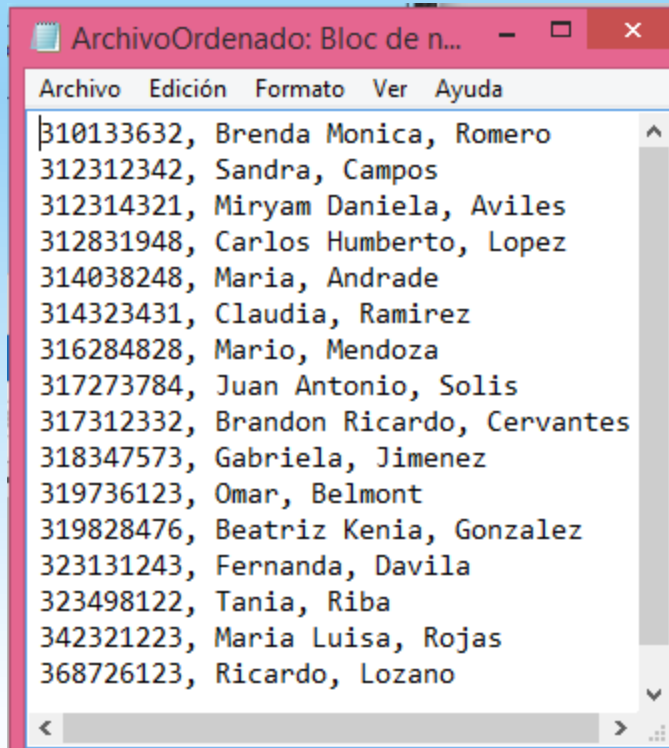 ArchivoOrdenado: Bloc de n...
Archivo Edición Formato Ver Ayuda
310133632, Brenda Monica, Romero
312312342, Sandra, Campos
312314321, Miryam Daniela, Aviles
312831948, Carlos Humberto, Lopez
314038248, Maria, Andrade
314323431, Claudia, Ramirez
316284828, Mario, Mendoza
317273784, Juan Antonio, Solis
317312332, Brandon Ricardo, Cervantes
318347573, Gabriela, Jimenez
319736123, Omar, Belmont
319828476, Beatriz Kenia, Gonzalez
323131243, Fernanda, Davila
323498122, Tania, Riba
342321223, Maria Luisa, Rojas
368726123, Ricardo, Lozano